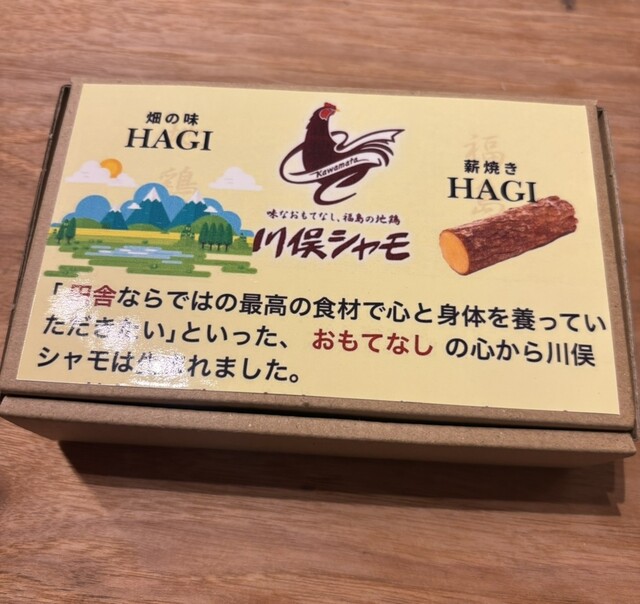 畑の味
HAGI
Kawamata
薪焼き
HAGI
味なおもてなし、福島の地鶏
川俣シャモ
「田舎ならではの最高の食材で心と身体を養ってい
ただきたい」といった、おもてなし の心から川俣
シャモは生まれました。
福
鶏